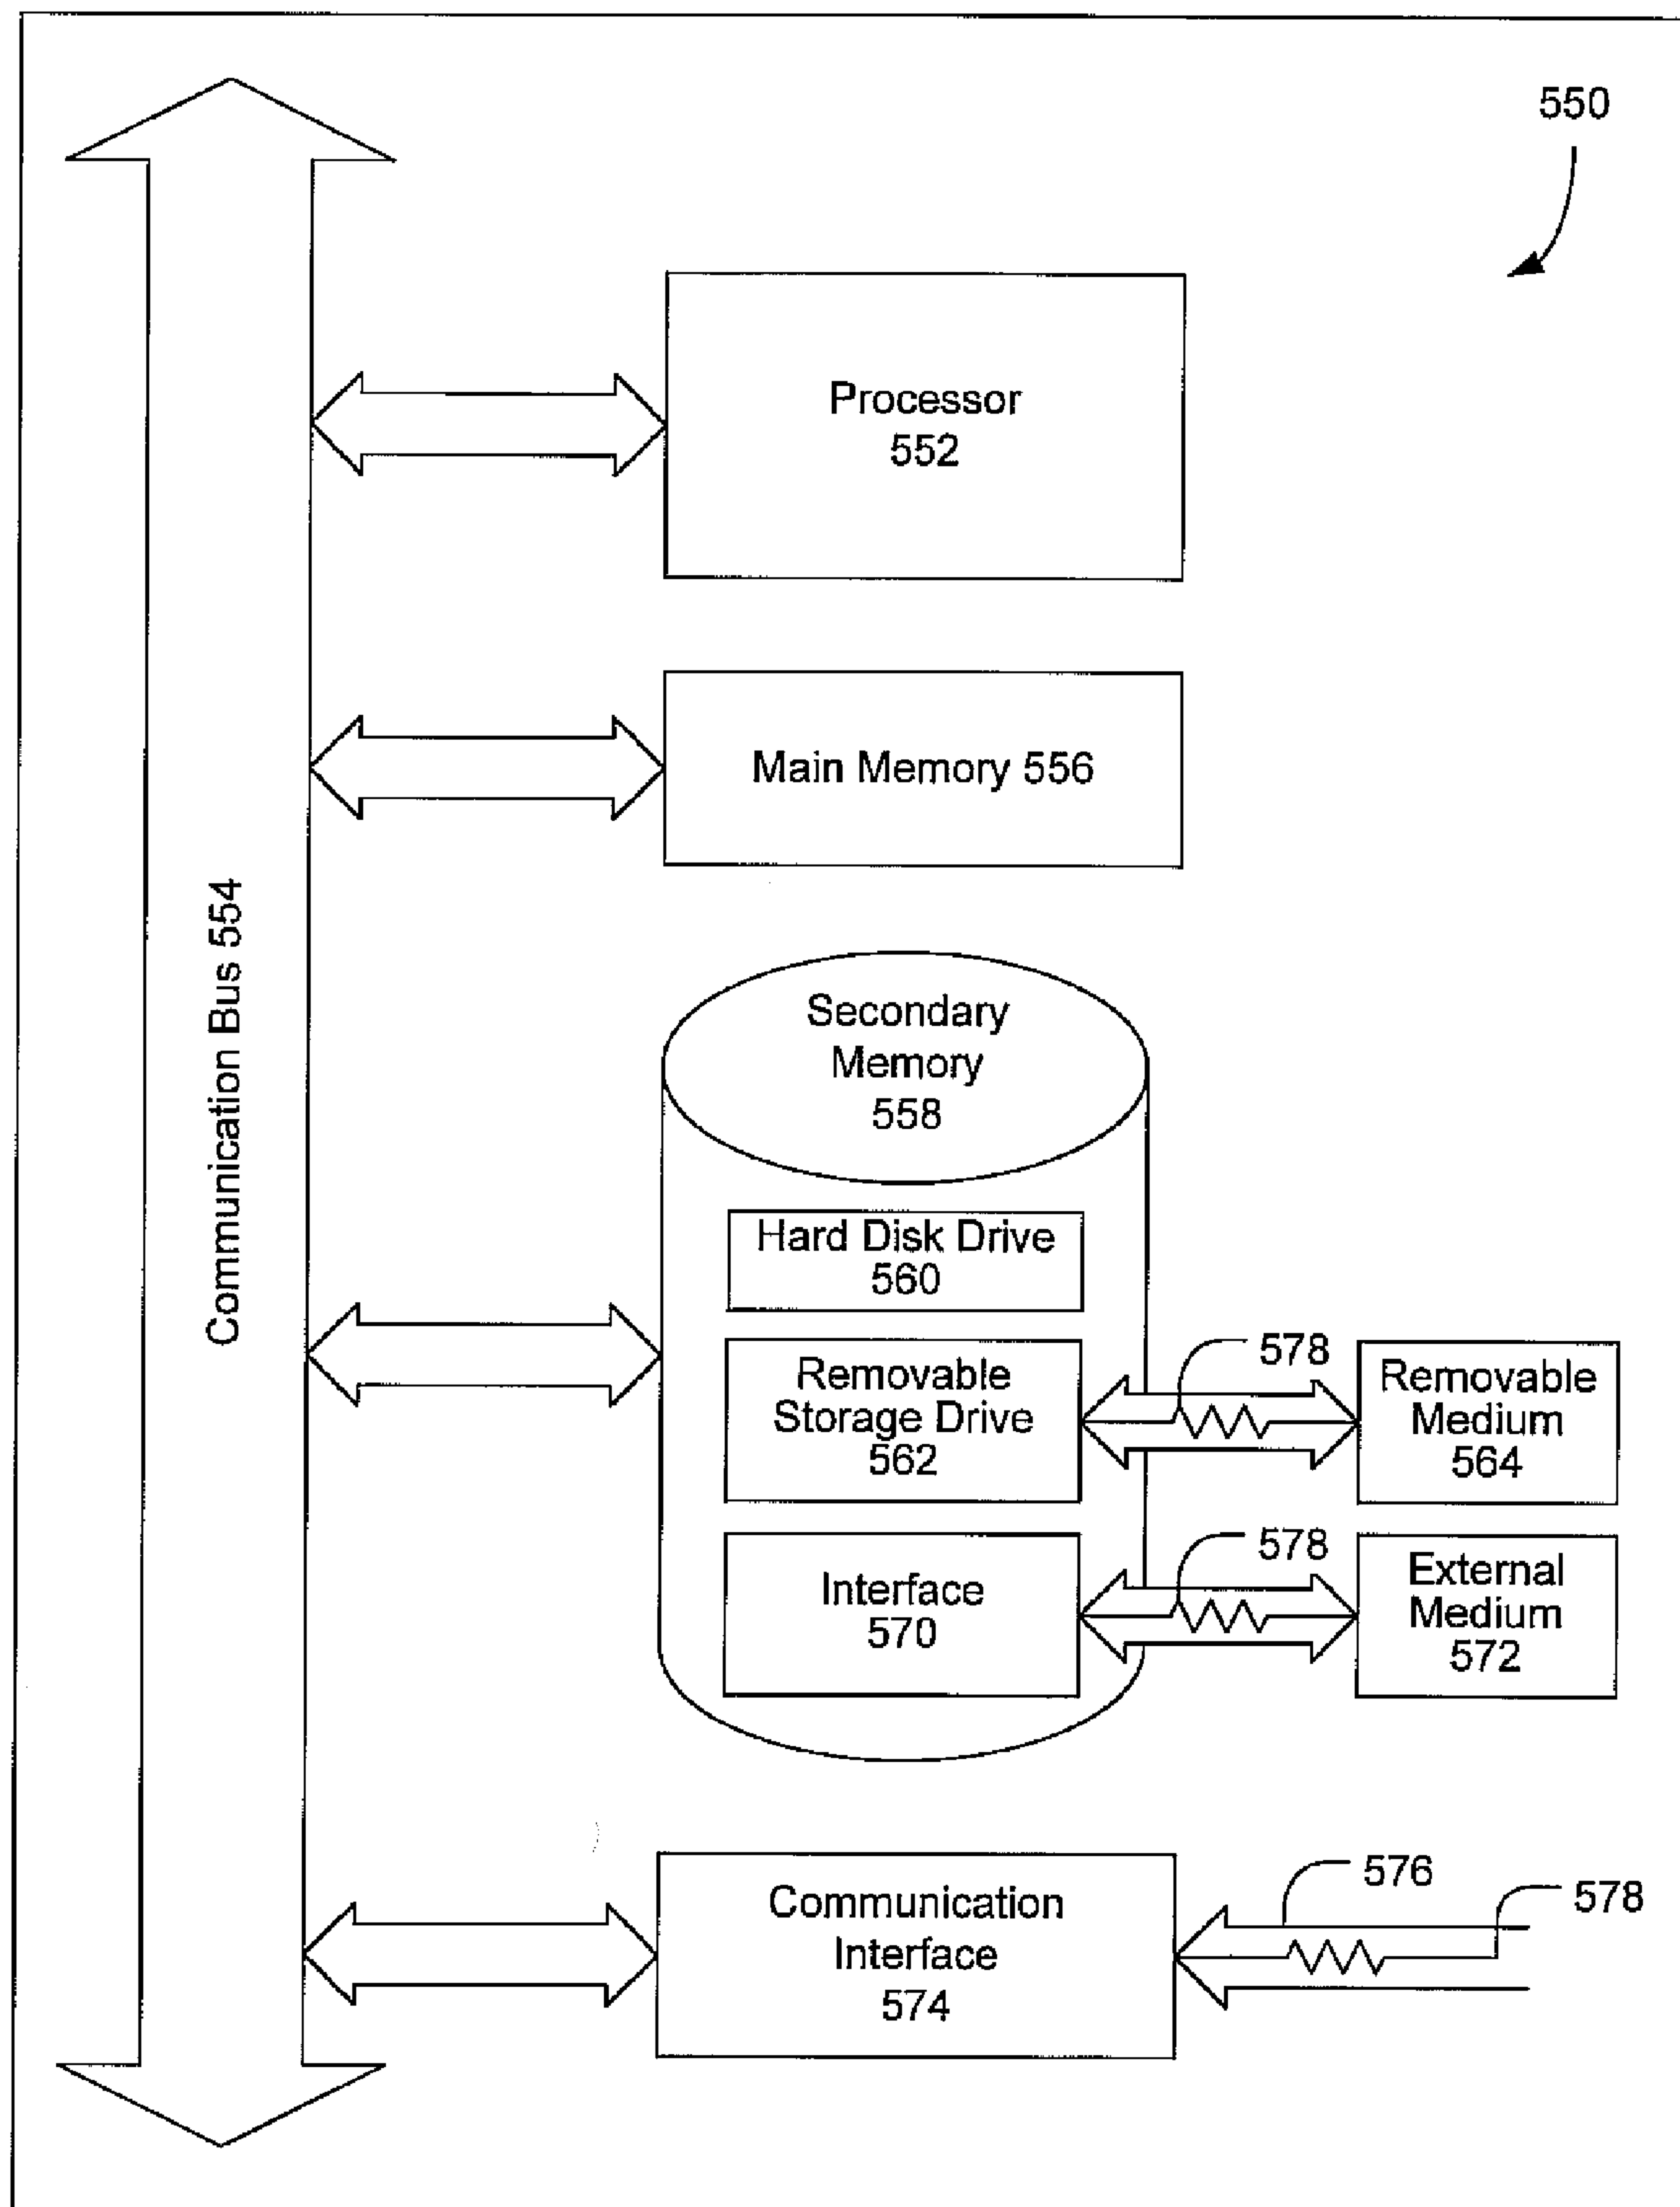 550
Processor
552
Main Memory 556
Communication Bus 554
Secondary
Memory
558
Hard Disk Drive
560
Removable
Storage Drive
562
578
Removable
Medium
564
Interface
570
578
External
Medium
572
Communication
Interface
574
576
578